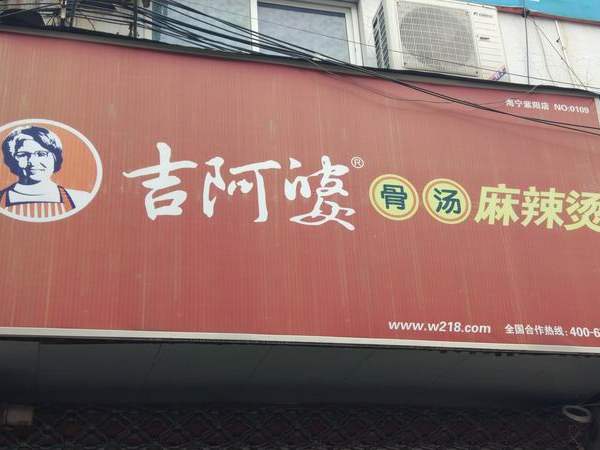 海宁紫阳店 NO:0109
吉阿婆® 骨汤 麻辣烫
www.w218.com 全国合作热线: 400-6